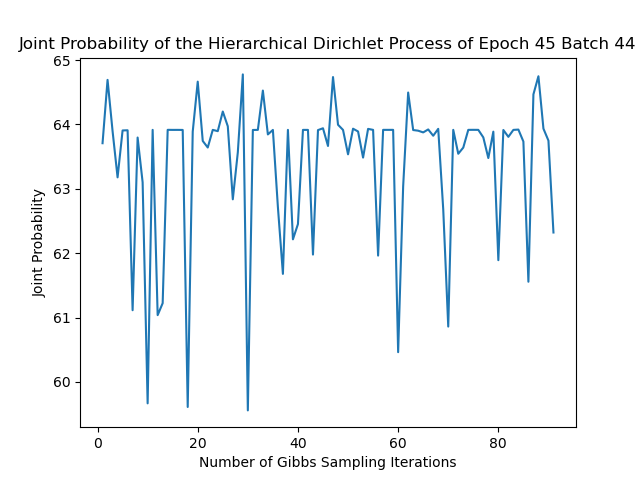 Joint Probability of the Hierarchical Dirichlet Process of Epoch 45 Batch 44
65
64
63
62
61
60
Joint Probability
0 20 40 60 80
Number of Gibbs Sampling Iterations